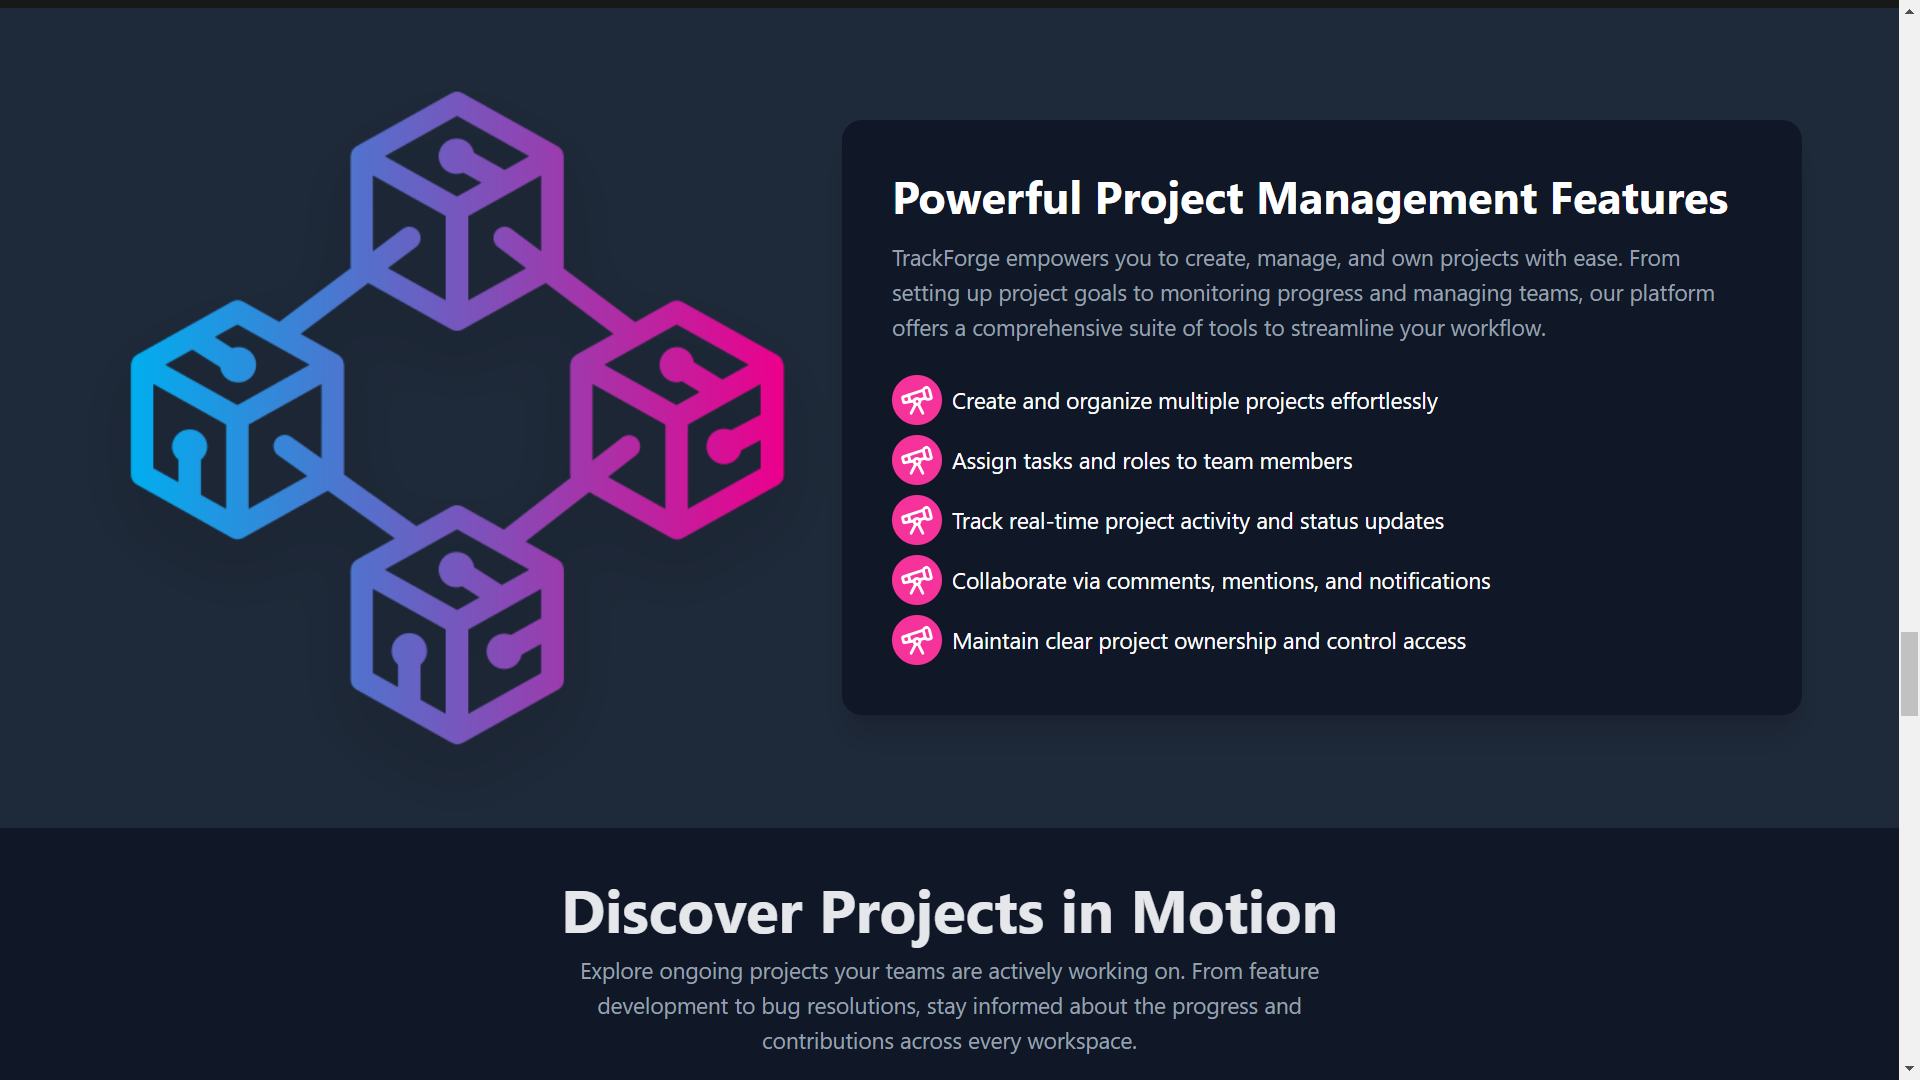 Powerful Project Management Features
TrackForge empowers you to create, manage, and own projects with ease. From
setting up project goals to monitoring progress and managing teams, our platform
offers a comprehensive suite of tools to streamline your workflow.
Create and organize multiple projects effortlessly
Assign tasks and roles to team members
Track real-time project activity and status updates
Collaborate via comments, mentions, and notifications
Maintain clear project ownership and control access
Discover Projects in Motion
Explore ongoing projects your teams are actively working on. From feature
development to bug resolutions, stay informed about the progress and
contributions across every workspace.